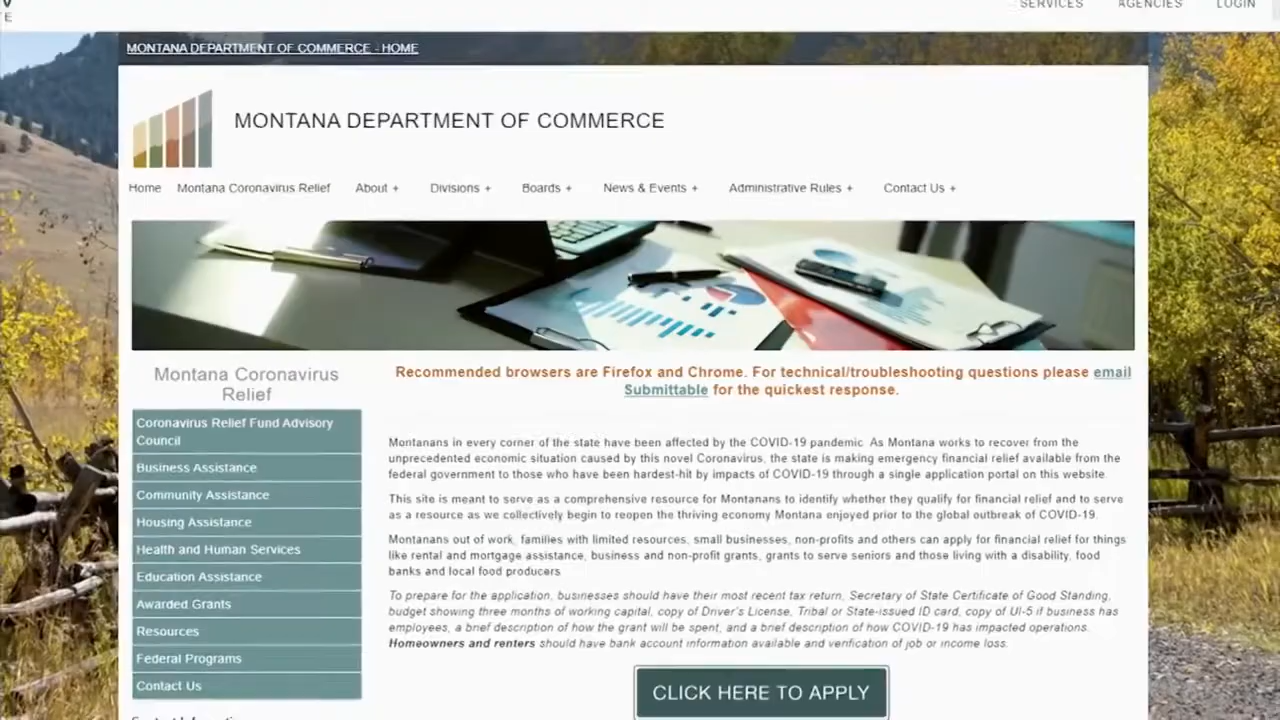 SERVICES AGENCIES LOGIN
MONTANA DEPARTMENT OF COMMERCE - HOME
MONTANA DEPARTMENT OF COMMERCE
Home Montana Coronavirus Relief About + Divisions + Boards + News & Events + Administrative Rules + Contact Us +
Montana Coronavirus
Relief
Coronavirus Relief Fund Advisory
Council
Business Assistance
Community Assistance
Housing Assistance
Health and Human Services
Education Assistance
Awarded Grants
Resources
Federal Programs
Contact Us
Recommended browsers are Firefox and Chrome. For technical/troubleshooting questions please email
Submittable for the quickest response.
Montanans in every corner of the state have been affected by the COVID-19 pandemic. As Montana works to recover from the
unprecedented economic situation caused by this novel Coronavirus, the state is making emergency financial relief available from the
federal government to those who have been hardest-hit by impacts of COVID-19 through a single application portal on this website.
This site is meant to serve as a comprehensive resource for Montanans to identify whether they qualify for financial relief and to serve
as a resource as we collectively begin to reopen the thriving economy Montana enjoyed prior to the global outbreak of COVID-19.
Montanans out of work, families with limited resources, small businesses, non-profits and others can apply for financial relief for things
like rental and mortgage assistance, business and non-profit grants, grants to serve seniors and those living with a disability, food
banks and local food producers.
To prepare for the application, businesses should have their most recent tax return, Secretary of State Certificate of Good Standing,
budget showing three months of working capital, copy of Driver's License, Tribal or State-issued ID card, copy of UI-5 if business has
employees, a brief description of how the grant will be spent, and a brief description of how COVID-19 has impacted operations.
Homeowners and renters should have bank account information available and verification of job or income loss.
CLICK HERE TO APPLY